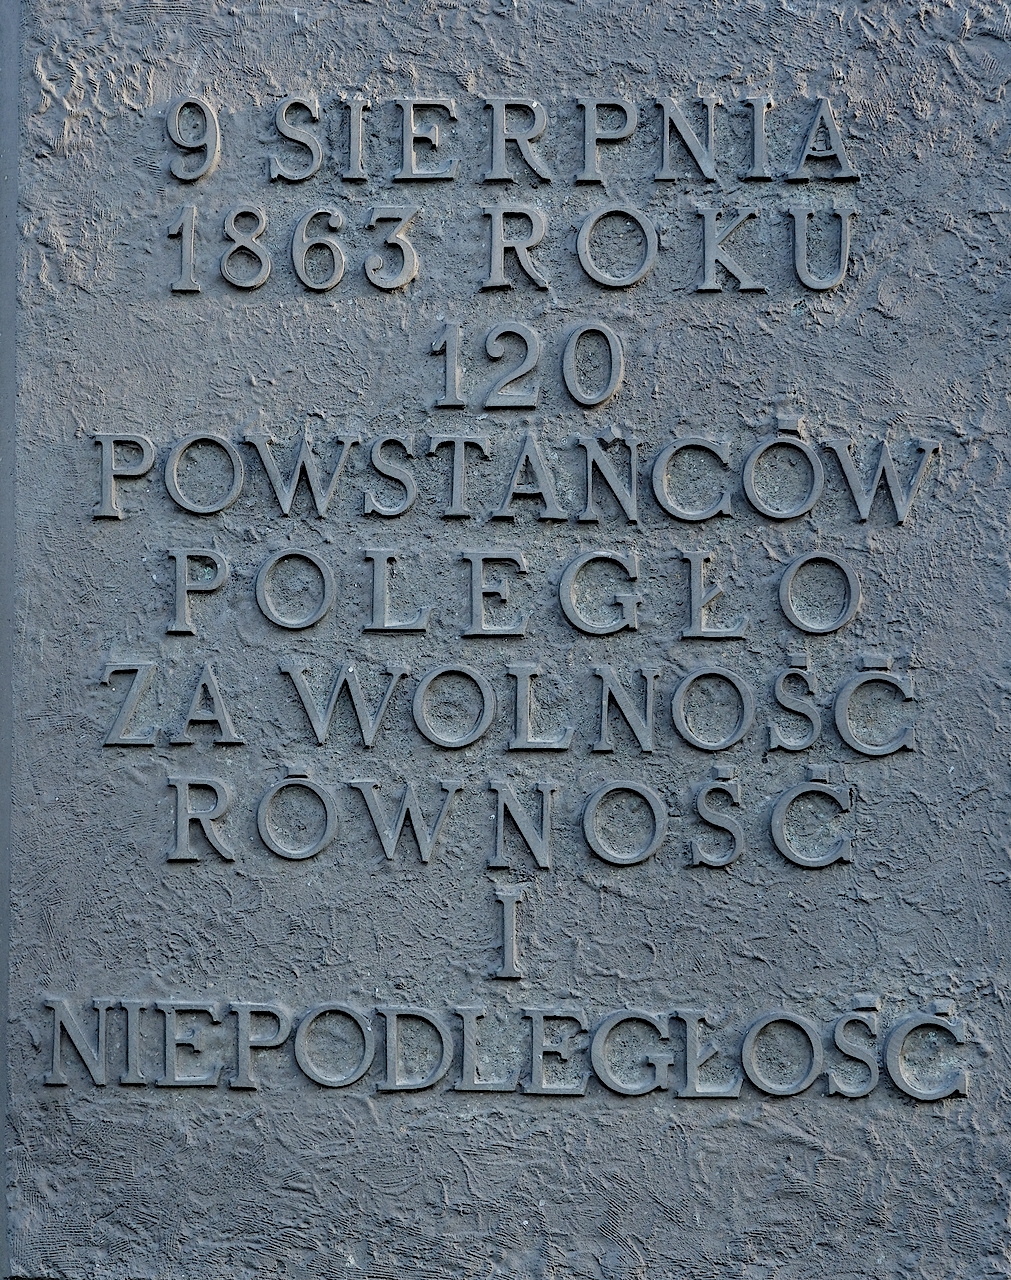 9 SIERPNIA
1863 ROKU
120
POWSTAŃCÓW
POLEGŁO
ZA WOLNOŚĆ
RÓWNOŚĆ
I
NIEPODLEGŁOŚĆ